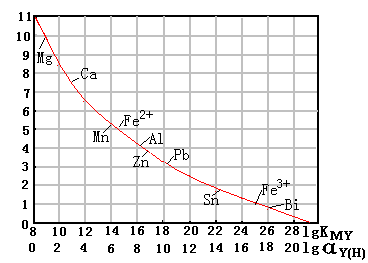 11
10
Mg
9
8
Ca
7
6
Fe²⁺
5
Mn
Al
4
Zn
Pb
3
2
Sn
Fe³⁺
1
Bi
0
8 10 12 14 16 18 20 22 24 26 28 lgK_MY
0 2 4 6 8 10 12 14 16 18 20 lgα_Y(H)